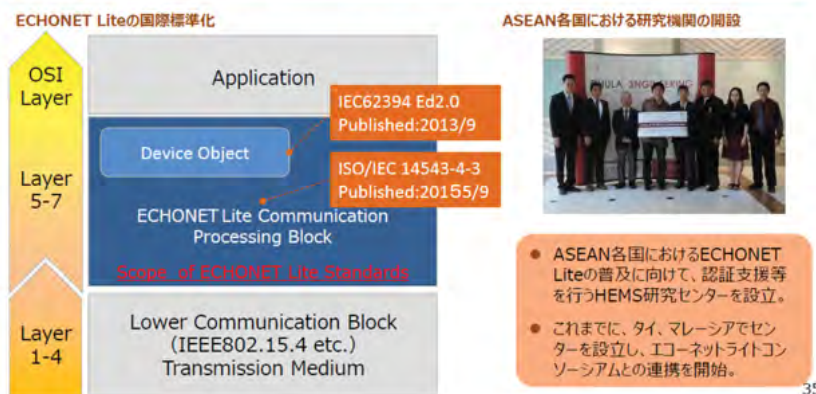 ECHONET Liteの国際標準化
OSI
Layer
Layer
5-7
Layer
1-4
Application
IEC62394 Ed2.0
Published:2013/9
Device Object
ISO/IEC 14543-4-3
Published:20155/9
ECHONET Lite Communication
Processing Block
Scope of ECHONET Lite Standards
Lower Communication Block
(IEEE802.15.4 etc.)
Transmission Medium
ASEAN各国における研究機関の開設
CHULA ENGINEERING
● ASEAN各国におけるECHONET
Liteの普及に向けて、認証支援等
を行うHEMS研究センターを設立。
● これまでに、タイ、マレーシアでセン
ターを設立し、エコーネットライトコン
ソーシアムとの連携を開始。
35